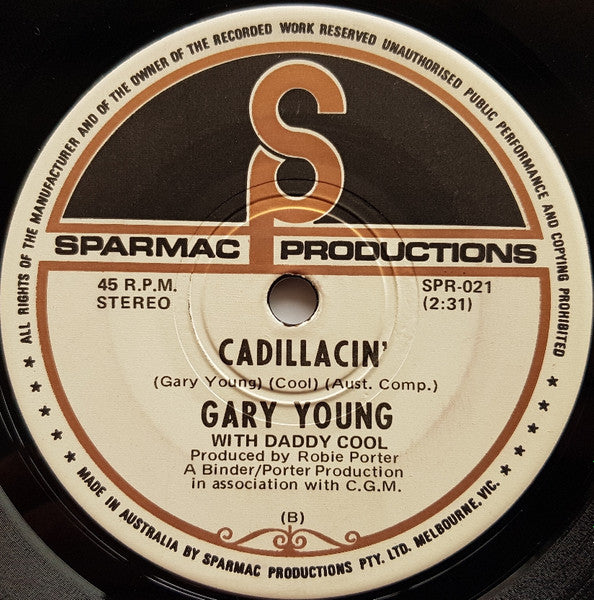 ALL RIGHTS OF THE MANUFACTURER AND OF THE OWNER OF THE RECORDED WORK RESERVED UNAUTHORISED PUBLIC PERFORMANCE AND COPYING PROHIBITED
SPARMAC PRODUCTIONS
45 R.P.M.
STEREO
SPR-021
(2:31)
CADILLACIN'
(Gary Young) (Cool) (Aust. Comp.)
GARY YOUNG
WITH DADDY COOL
Produced by Robie Porter
A Binder/Porter Production
in association with C.G.M.
(B)
MADE IN AUSTRALIA BY SPARMAC PRODUCTIONS PTY. LTD. MELBOURNE, VIC.